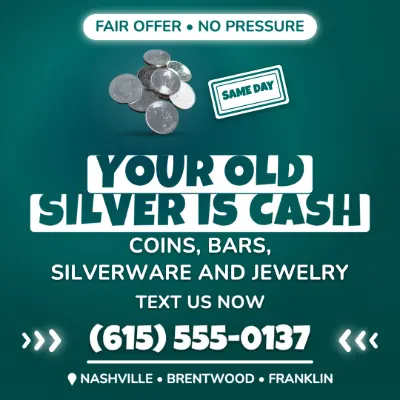 FAIR OFFER • NO PRESSURE
SAME DAY
YOUR OLD
SILVER IS CASH
COINS, BARS,
SILVERWARE AND JEWELRY
TEXT US NOW
(615) 555-0137
NASHVILLE • BRENTWOOD • FRANKLIN